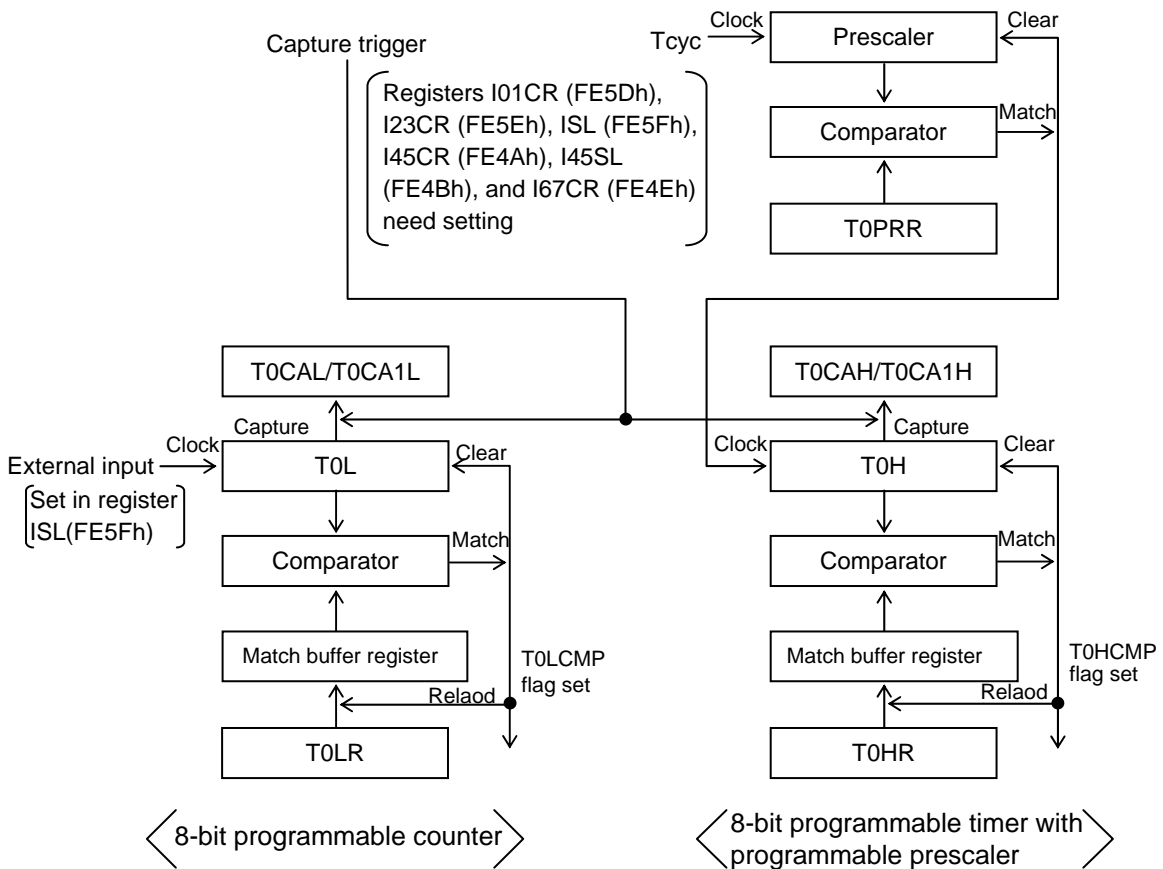 Capture trigger
Registers I01CR (FE5Dh),
I23CR (FE5Eh), ISL (FE5Fh),
I45CR (FE4Ah), I45SL
(FE4Bh), and I67CR (FE4Eh)
need setting
Tcyc
Clock
Prescaler
Clear
Comparator
Match
T0PRR
T0CAL/T0CA1L
Capture
External input
Clock
T0L
Clear
Set in register
ISL(FE5Fh)
Comparator
Match
Match buffer register
T0LCMP
flag set
Relaod
T0LR
8-bit programmable counter
T0CAH/T0CA1H
Capture
Clock
T0H
Clear
Comparator
Match
Match buffer register
T0HCMP
flag set
Relaod
T0HR
8-bit programmable timer with
programmable prescaler